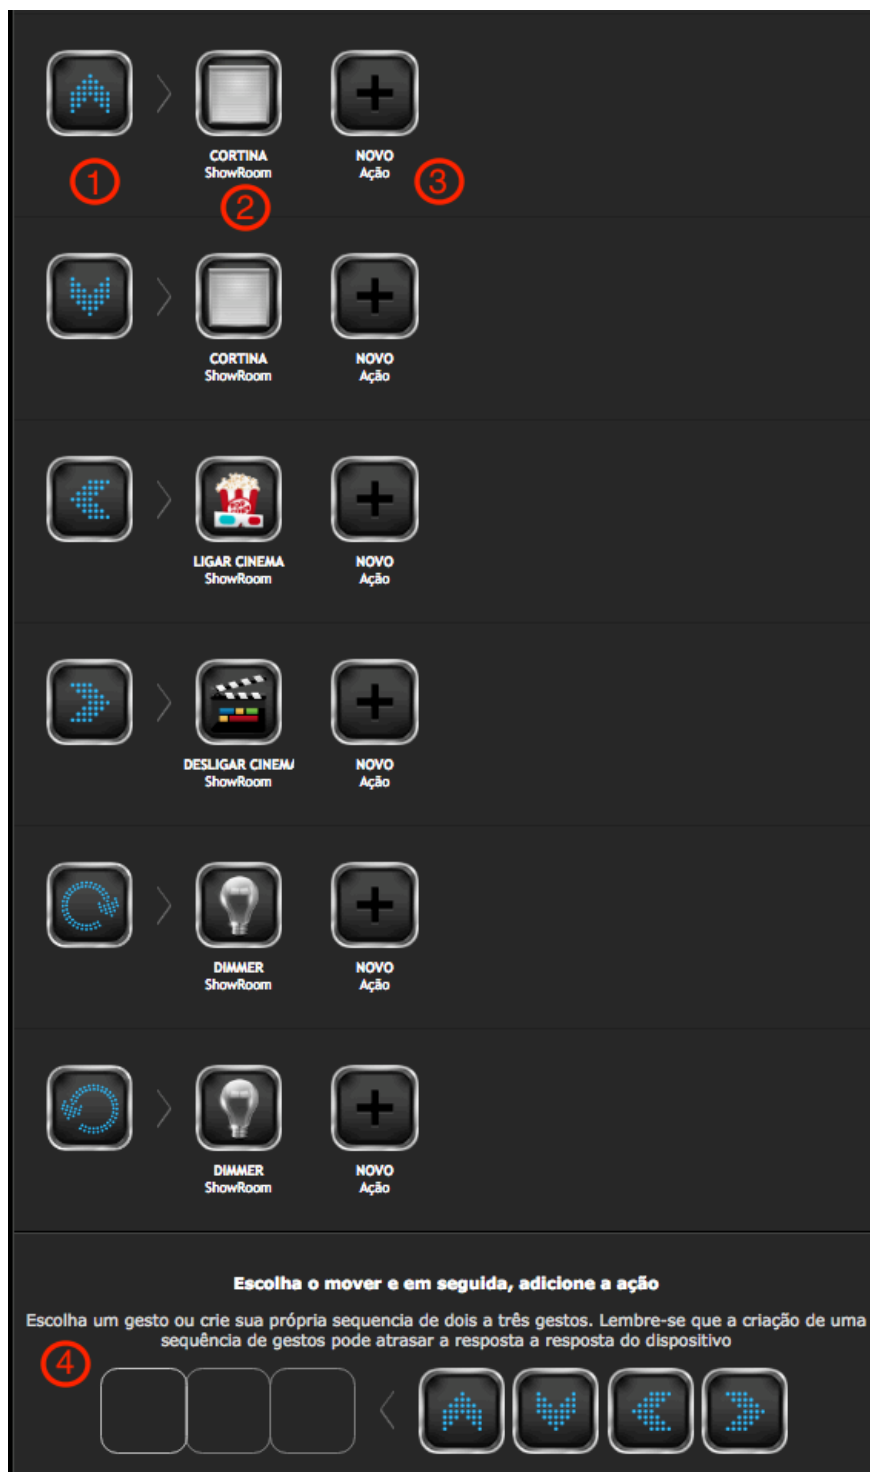 CORTINA
ShowRoom
NOVO
Ação
1
2
3
CORTINA
ShowRoom
NOVO
Ação
LIGAR CINEMA
ShowRoom
NOVO
Ação
DESLIGAR CINEM
ShowRoom
NOVO
Ação
DIMMER
ShowRoom
NOVO
Ação
DIMMER
ShowRoom
NOVO
Ação
Escolha o mover e em seguida, adicione a ação
Escolha um gesto ou crie sua própria sequencia de dois a três gestos. Lembre-se que a criação de uma
sequência de gestos pode atrasar a resposta a resposta do dispositivo
4